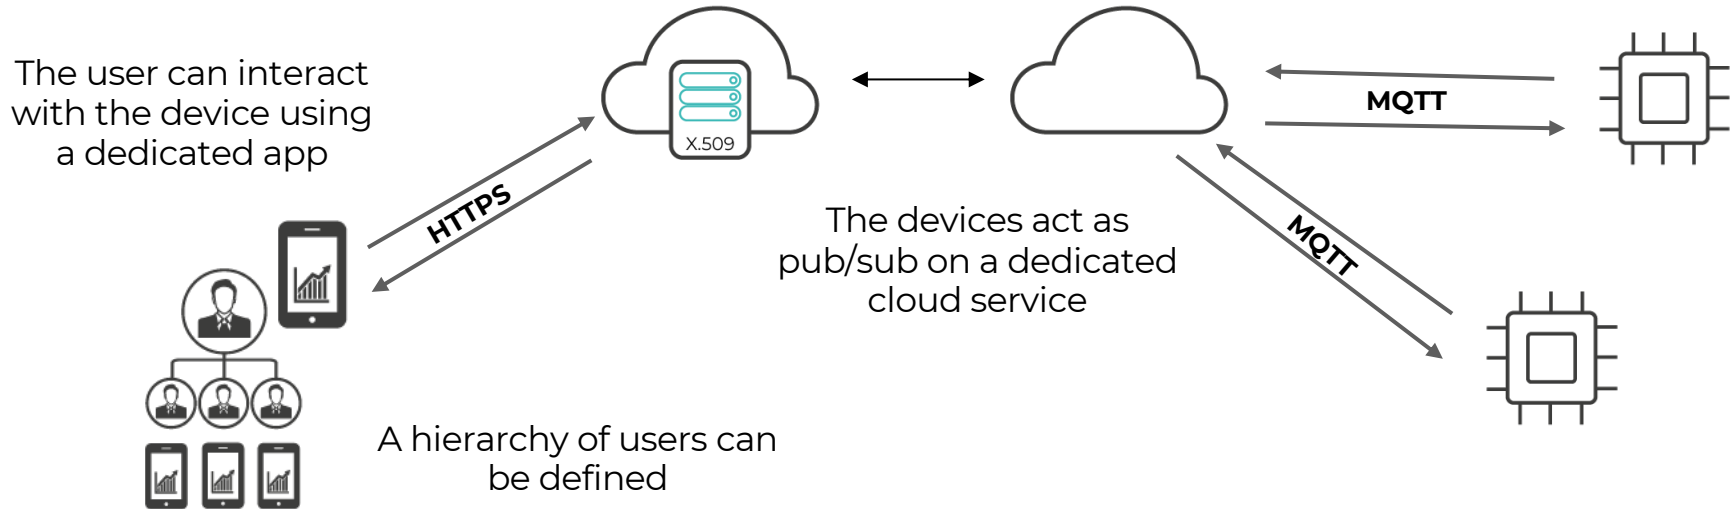 The user can interact
with the device using
a dedicated app
X.509
MQTT
HTTPS
The devices act as
pub/sub on a dedicated
cloud service
MQTT
A hierarchy of users can
be defined